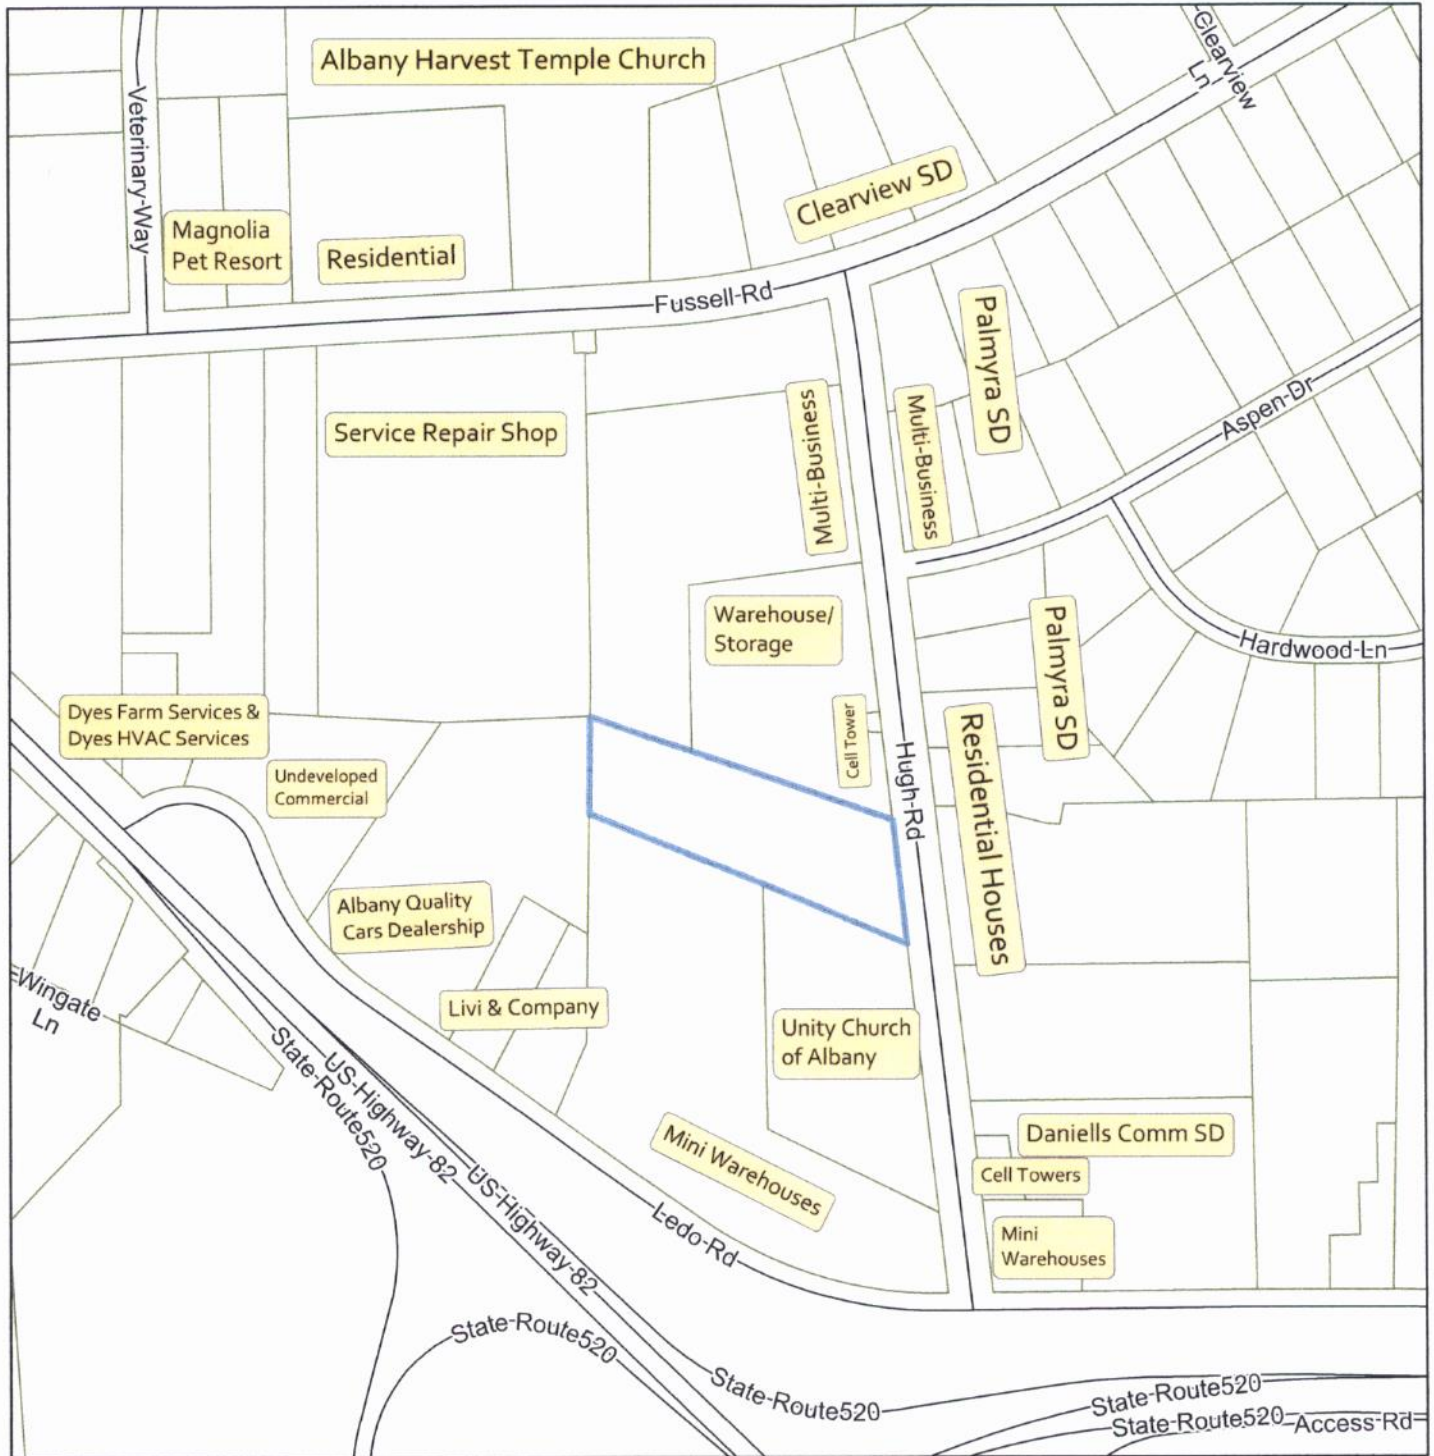 Albany Harvest Temple Church
Clearview
Ln
Veterinary-Way
Clearview SD
Magnolia
Pet Resort
Residential
Fussell-Rd
Palmyra SD
Multi-Business
Multi-Business
Aspen-Dr
Service Repair Shop
Warehouse/
Storage
Palmyra SD
Hardwood-Ln
Dyes Farm Services &
Dyes HVAC Services
Cell Tower
Hugh-Rd
Residential Houses
Undeveloped
Commercial
Albany Quality
Cars Dealership
Wingate
Ln
Livi & Company
Unity Church
of Albany
State-Route520
US-Highway-82
US-Highway-82
Mini Warehouses
Daniells Comm SD
Cell Towers
Ledo-Rd
Mini
Warehouses
State-Route520
State-Route520
State-Route520
State-Route520
Access-Rd